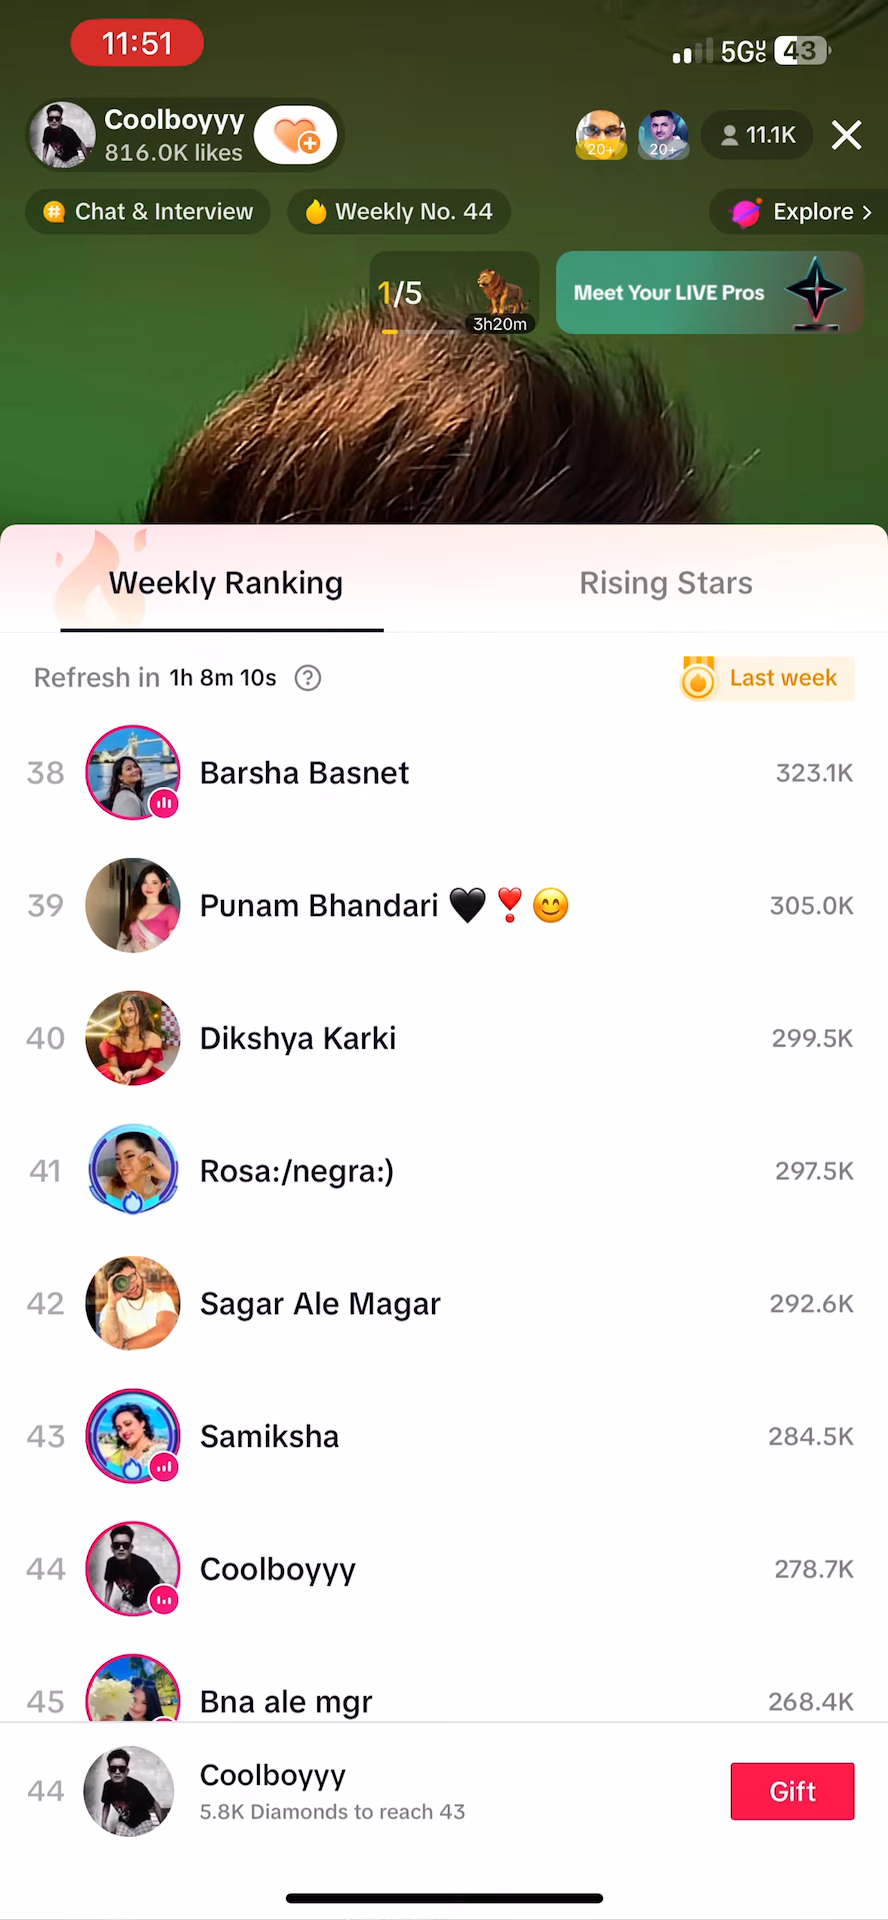 11:51
5G UC 43
Coolboyyy
816.0K likes
20+
20+
11.1K
Chat & Interview
Weekly No. 44
Explore >
1/5
3h20m
Meet Your LIVE Pros
Weekly Ranking
Rising Stars
Refresh in 1h 8m 10s ?
Last week
38 Barsha Basnet 323.1K
39 Punam Bhandari 🖤❣️😊 305.0K
40 Dikshya Karki 299.5K
41 Rosa:/negra:) 297.5K
42 Sagar Ale Magar 292.6K
43 Samiksha 284.5K
44 Coolboyyy 278.7K
45 Bna ale mgr 268.4K
44 Coolboyyy
5.8K Diamonds to reach 43
Gift